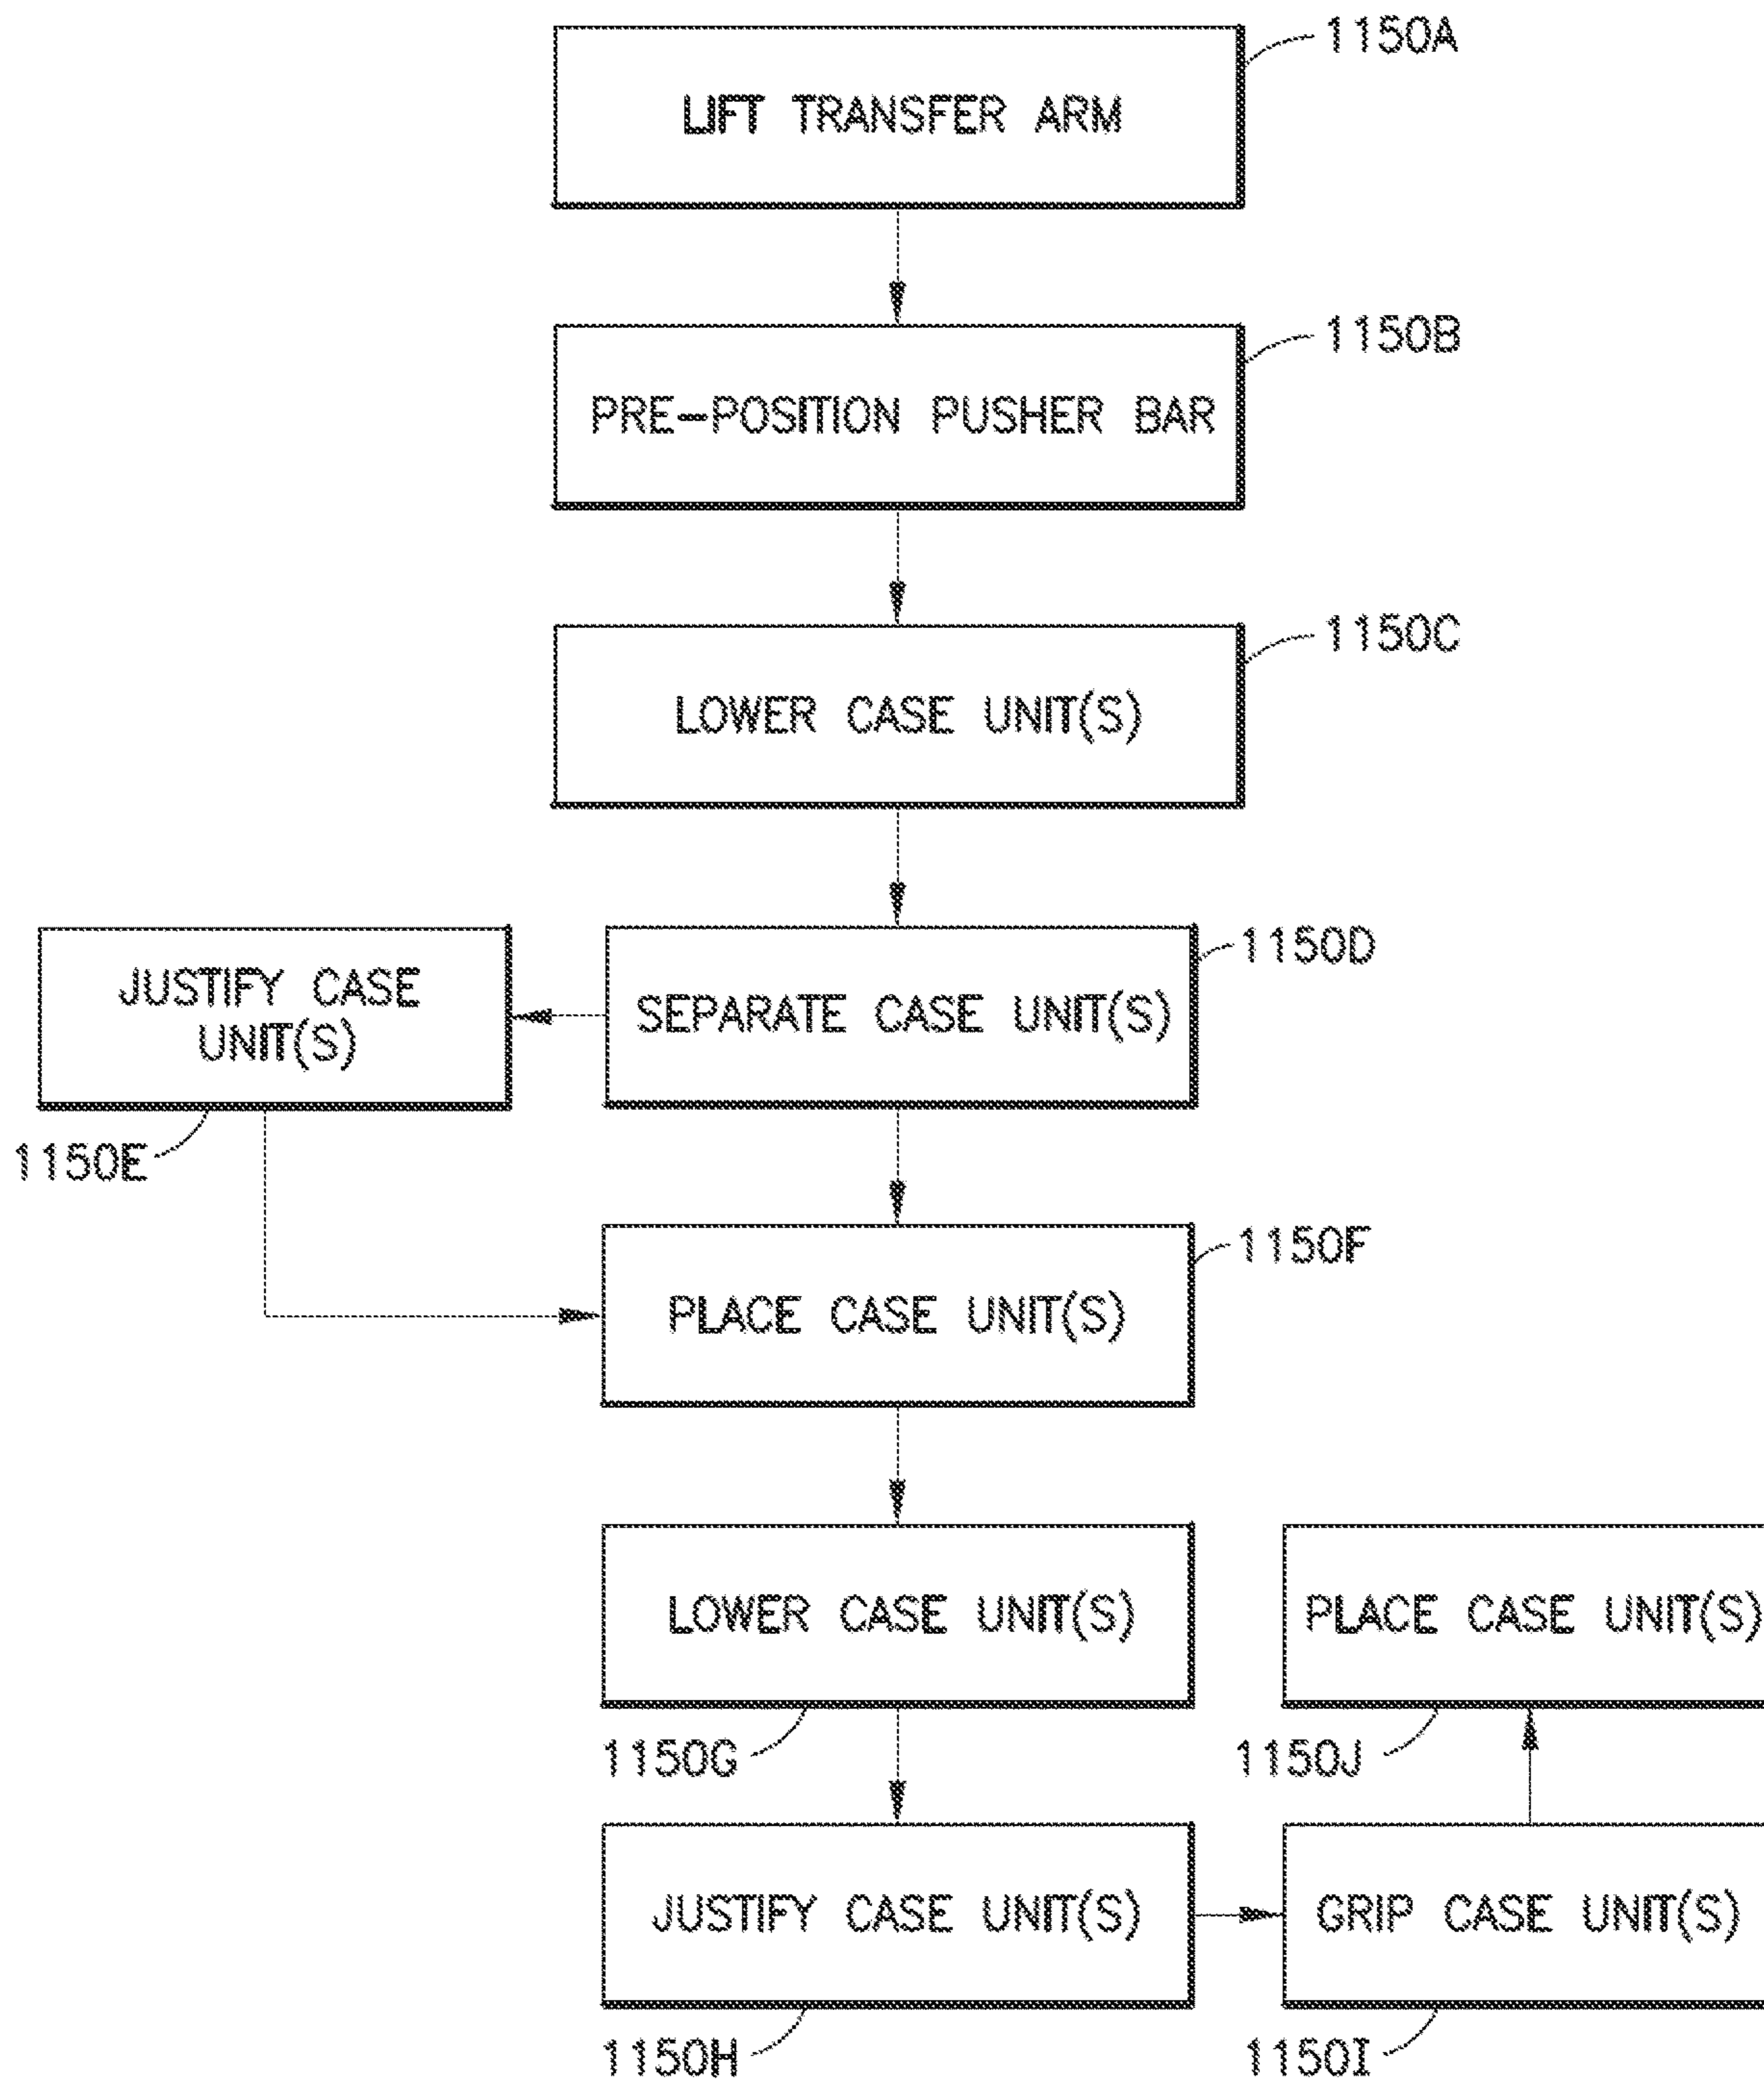 1150A
LIFT TRANSFER ARM
1150B
PRE-POSITION PUSHER BAR
1150C
LOWER CASE UNIT(S)
1150D
JUSTIFY CASE
UNIT(S)
SEPARATE CASE UNIT(S)
1150E
1150F
PLACE CASE UNIT(S)
LOWER CASE UNIT(S)
PLACE CASE UNIT(S)
1150G
1150J
JUSTIFY CASE UNIT(S)
GRIP CASE UNIT(S)
1150H
1150I